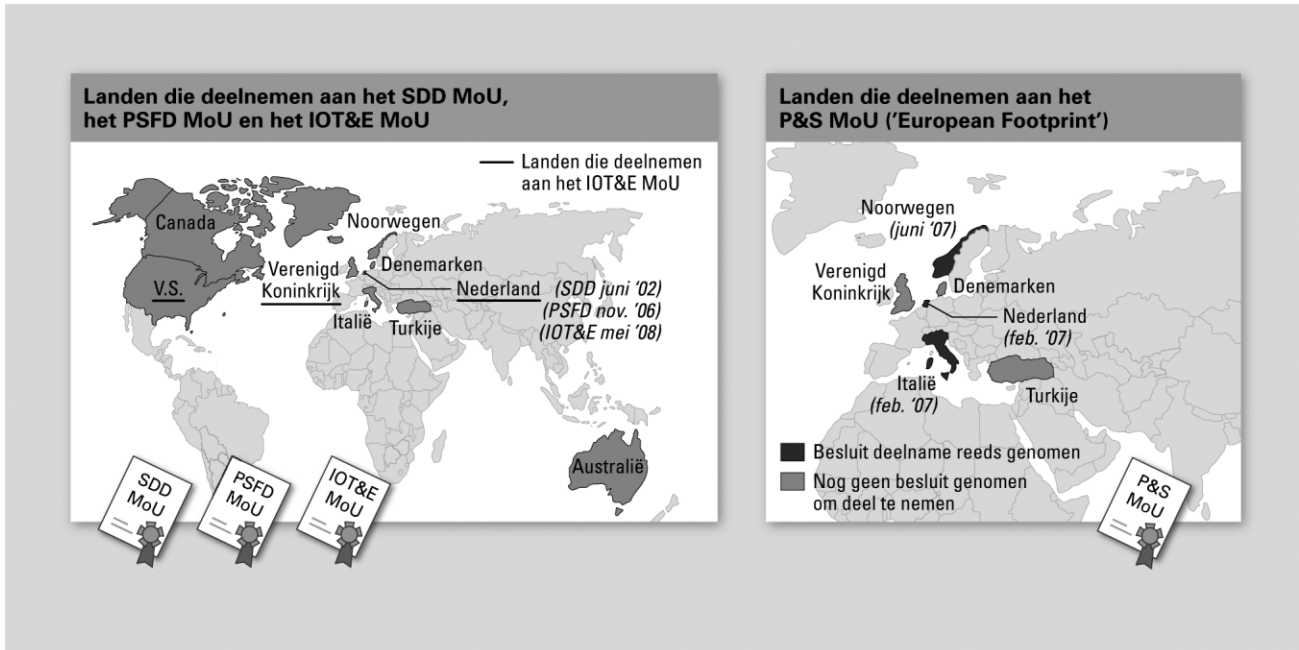 Landen die deelnemen aan het SDD MoU,
het PSFD MoU en het IOT&E MoU
Landen die deelnemen
aan het IOT&E MoU
Canada
Noorwegen
V.S.
Verenigd
Koninkrijk
Denemarken
Nederland (SDD juni '02)
(PSFD nov. '06)
(IOT&E mei '08)
Italië
Turkije
Australië
SDD
MoU
PSFD
MoU
IOT&E
MoU
Landen die deelnemen aan het
P&S MoU ('European Footprint')
Noorwegen
(juni '07)
Verenigd
Koninkrijk
Denemarken
Nederland
(feb. '07)
Italië
(feb. '07)
Turkije
Besluit deelname reeds genomen
Nog geen besluit genomen
om deel te nemen
P&S
MoU